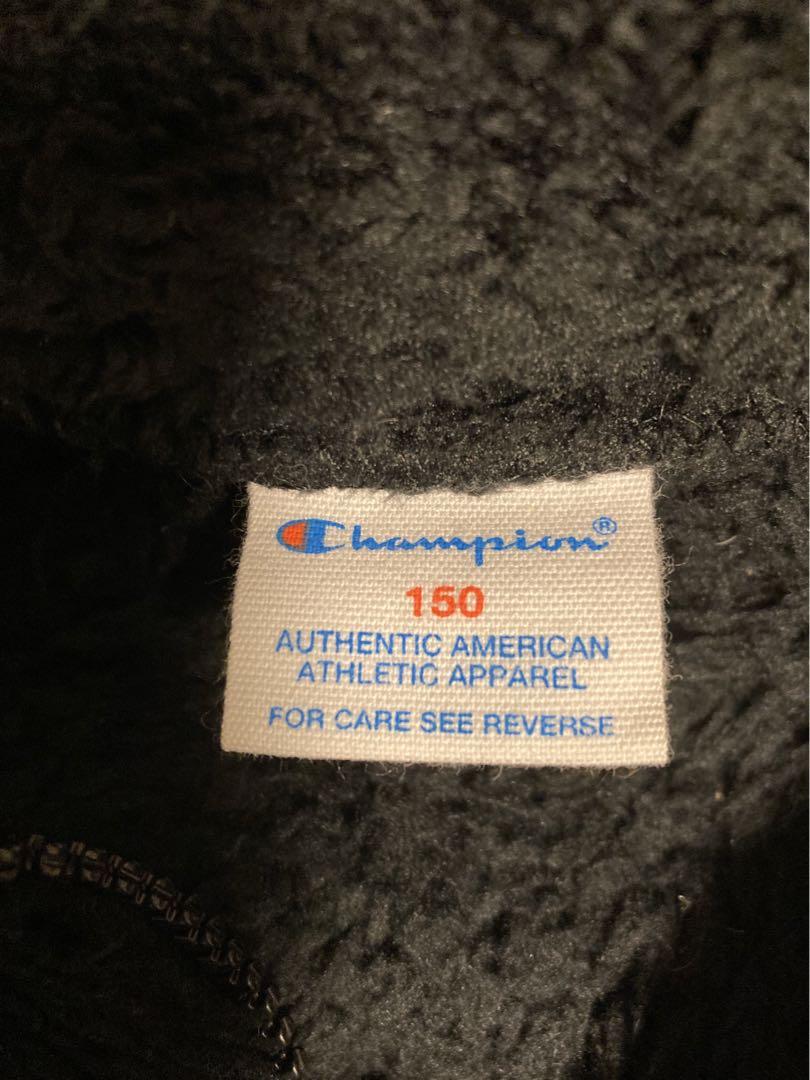 Champion®
150
AUTHENTIC AMERICAN
ATHLETIC APPAREL
FOR CARE SEE REVERSE